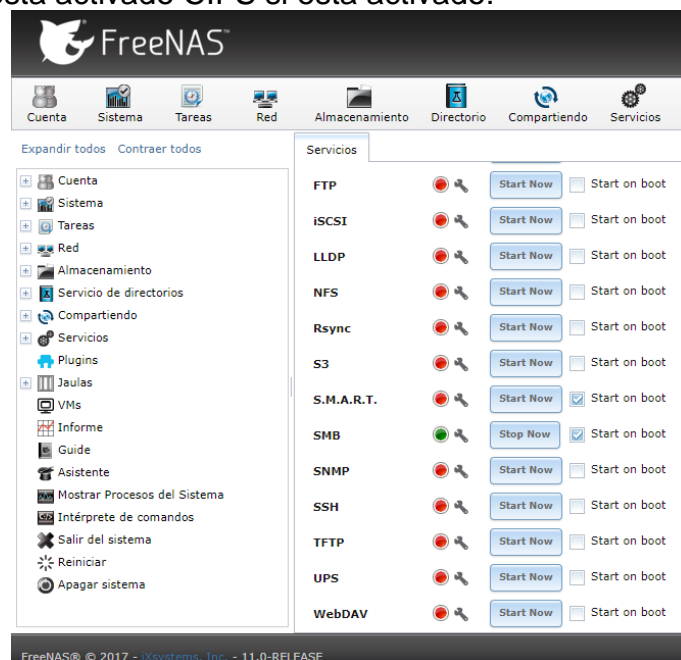 está activado CIFS si está activado.
FreeNAS™
Cuenta Sistema Tareas Red Almacenamiento Directorio Compartiendo Servicios
Expandir todos Contraer todos
Servicios
Cuenta
Sistema
Tareas
Red
Almacenamiento
Servicio de directorios
Compartiendo
Servicios
Plugins
Jaulas
VMs
Informe
Guide
Asistente
Mostrar Procesos del Sistema
Intérprete de comandos
Salir del sistema
Reiniciar
Apagar sistema
FTP Start Now Start on boot
iSCSI Start Now Start on boot
LLDP Start Now Start on boot
NFS Start Now Start on boot
Rsync Start Now Start on boot
S3 Start Now Start on boot
S.M.A.R.T. Start Now Start on boot
SMB Stop Now Start on boot
SNMP Start Now Start on boot
SSH Start Now Start on boot
TFTP Start Now Start on boot
UPS Start Now Start on boot
WebDAV Start Now Start on boot
FreeNAS® © 2017 - iXsystems, Inc. - 11.0-RELEASE